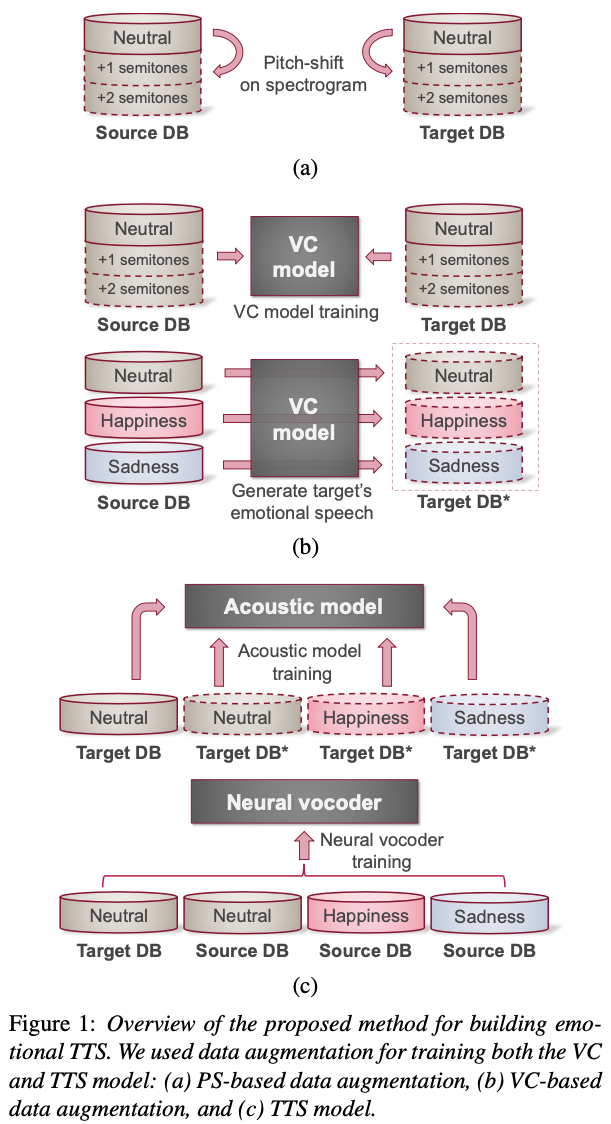 Neutral
+1 semitones
+2 semitones
Source DB
Pitch-shift
on spectrogram
Neutral
+1 semitones
+2 semitones
Target DB
(a)
Neutral
+1 semitones
+2 semitones
Source DB
VC
model
VC model training
Neutral
+1 semitones
+2 semitones
Target DB
Neutral
Happiness
Sadness
Source DB
VC
model
Generate target's
emotional speech
Neutral
Happiness
Sadness
Target DB*
(b)
Acoustic model
Acoustic model
training
Neutral
Neutral
Happiness
Sadness
Target DB
Target DB*
Target DB*
Target DB*
Neural vocoder
Neural vocoder
training
Neutral
Neutral
Happiness
Sadness
Target DB
Source DB
Source DB
Source DB
(c)
Figure 1: Overview of the proposed method for building emo-
tional TTS. We used data augmentation for training both the VC
and TTS model: (a) PS-based data augmentation, (b) VC-based
data augmentation, and (c) TTS model.